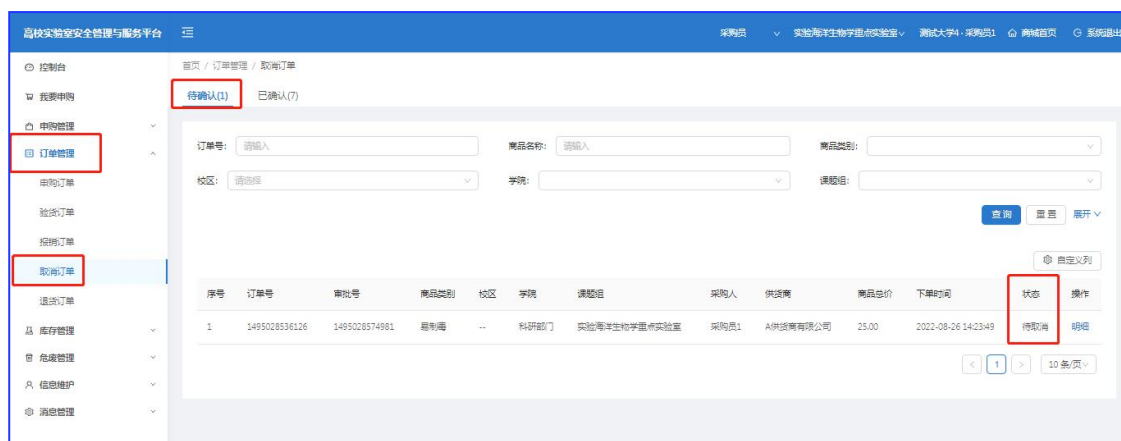 高校实验室安全管理与服务平台
采购员 实验海洋生物学重点实验室 测试大学4 · 采购员1 商城首页 系统退出
控制台
我要申购
申购管理
订单管理
申购订单
验货订单
报销订单
取消订单
退货订单
库存管理
危废管理
信息维护
消息管理
首页 / 订单管理 / 取消订单
待确认(1) 已确认(7)
订单号: 请输入 商品名称: 请输入 商品类别:
校区: 请选择 学院: 课题组:
查询 重置 展开
自定义列
序号 订单号 审批号 商品类别 校区 学院 课题组 采购人 供货商 商品总价 下单时间 状态 操作
1 1495028536126 1495028574981 易制毒 -- 科研部门 实验海洋生物学重点实验室 采购员1 A供货商有限公司 25.00 2022-08-26 14:23:49 待取消 明细
< 1 > 10 条/页